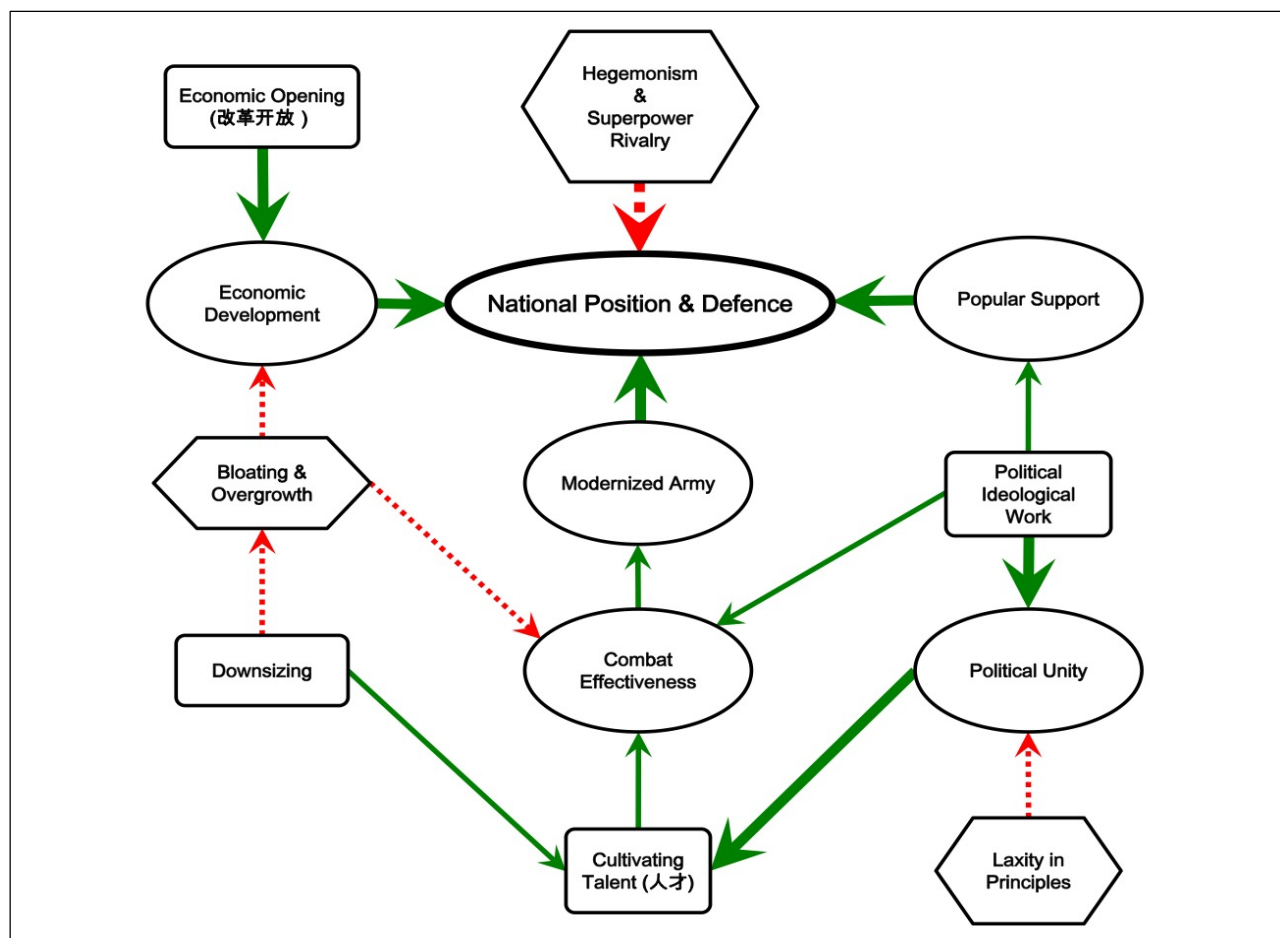 Economic Opening
(改革开放 )
Hegemonism
&
Superpower
Rivalry
Economic
Development
National Position & Defence
Popular Support
Bloating &
Overgrowth
Modernized Army
Political
Ideological
Work
Downsizing
Combat
Effectiveness
Political Unity
Cultivating
Talent (人才)
Laxity in
Principles